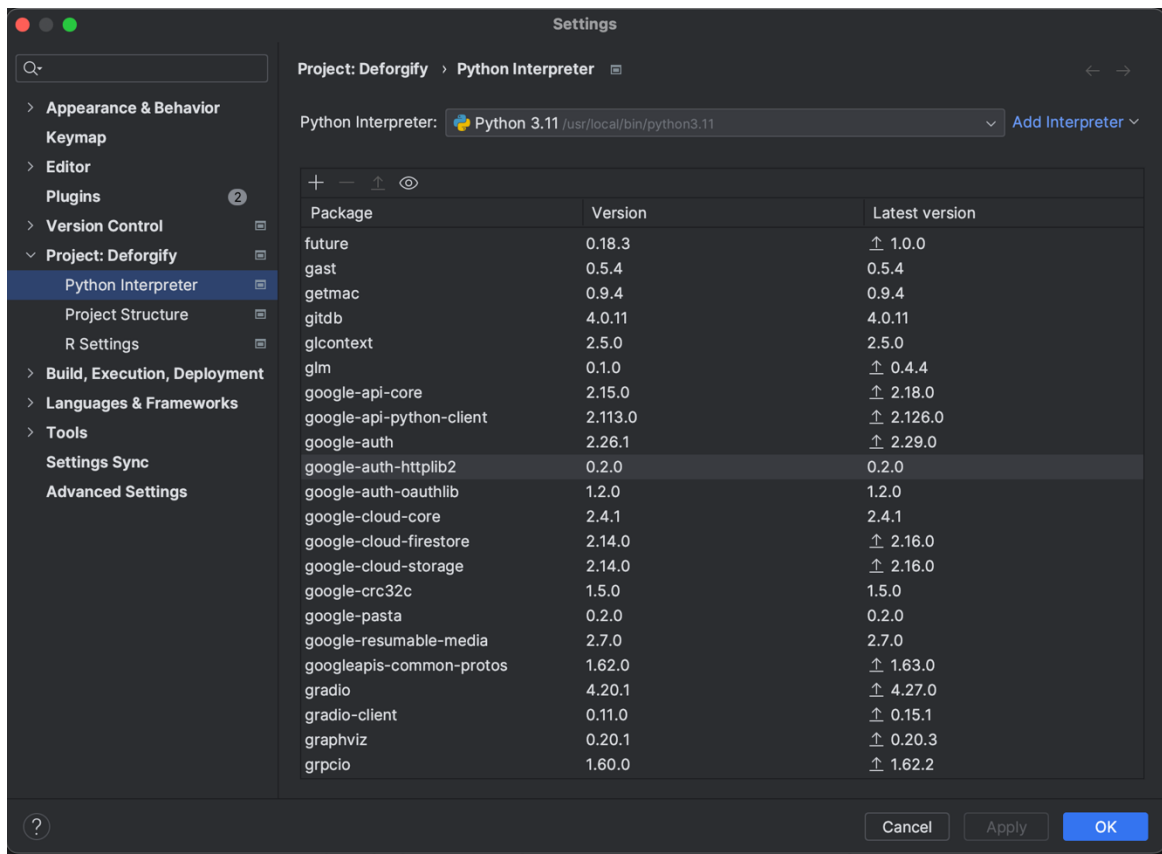 Settings
Project: Deforgify › Python Interpreter
Python Interpreter: Python 3.11 /usr/local/bin/python3.11 Add Interpreter
Appearance & Behavior
Keymap
Editor
Plugins 2
Version Control
Project: Deforgify
Python Interpreter
Project Structure
R Settings
Build, Execution, Deployment
Languages & Frameworks
Tools
Settings Sync
Advanced Settings
Package Version Latest version
future 0.18.3 ↑ 1.0.0
gast 0.5.4 0.5.4
getmac 0.9.4 0.9.4
gitdb 4.0.11 4.0.11
glcontext 2.5.0 2.5.0
glm 0.1.0 ↑ 0.4.4
google-api-core 2.15.0 ↑ 2.18.0
google-api-python-client 2.113.0 ↑ 2.126.0
google-auth 2.26.1 ↑ 2.29.0
google-auth-httplib2 0.2.0 0.2.0
google-auth-oauthlib 1.2.0 1.2.0
google-cloud-core 2.4.1 2.4.1
google-cloud-firestore 2.14.0 ↑ 2.16.0
google-cloud-storage 2.14.0 ↑ 2.16.0
google-crc32c 1.5.0 1.5.0
google-pasta 0.2.0 0.2.0
google-resumable-media 2.7.0 2.7.0
googleapis-common-protos 1.62.0 ↑ 1.63.0
gradio 4.20.1 ↑ 4.27.0
gradio-client 0.11.0 ↑ 0.15.1
graphviz 0.20.1 ↑ 0.20.3
grpcio 1.60.0 ↑ 1.62.2
? Cancel Apply OK